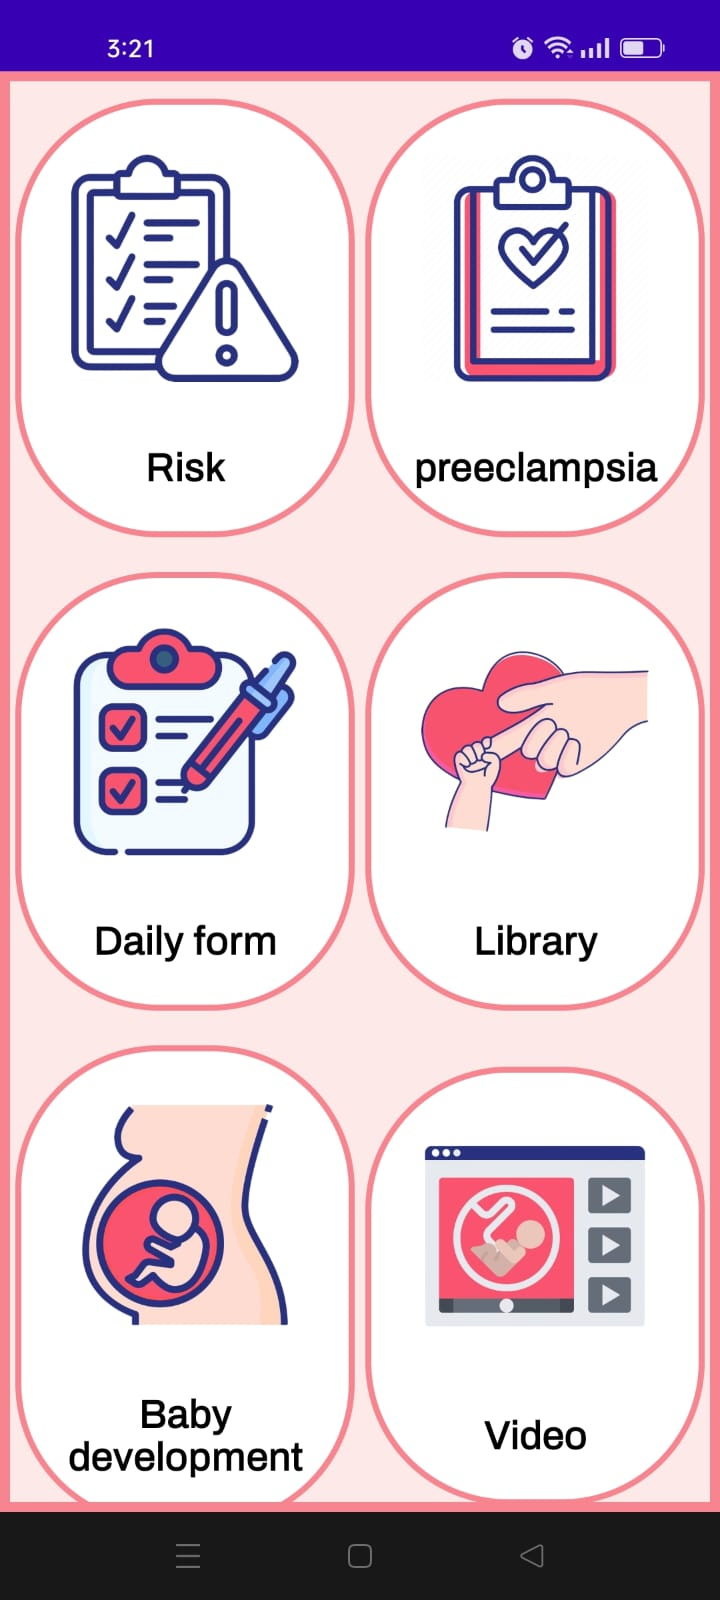 3:21
Risk
preeclampsia
Daily form
Library
Baby
development
Video